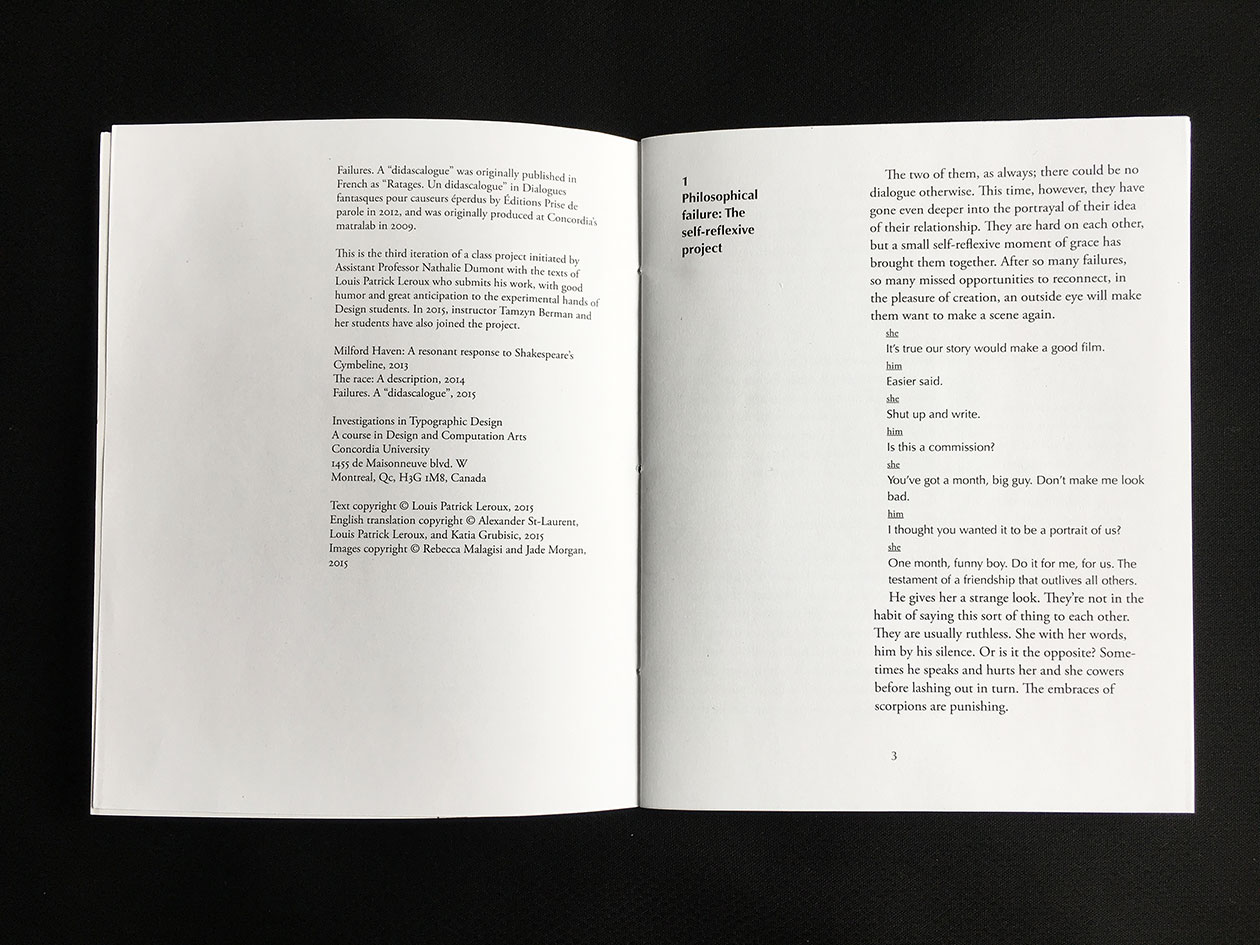 Failures. A “didascalogue” was originally published in
French as “Ratages. Un didascalogue” in Dialogues
fantasques pour causeurs éperdus by Éditions Prise de
parole in 2012, and was originally produced at Concordia’s
matralab in 2009.
This is the third iteration of a class project initiated by
Assistant Professor Nathalie Dumont with the texts of
Louis Patrick Leroux who submits his work, with good
humor and great anticipation to the experimental hands of
Design students. In 2015, instructor Tamzyn Berman and
her students have also joined the project.
Milford Haven: A resonant response to Shakespeare’s
Cymbeline, 2013
The race: A description, 2014
Failures. A “didascalogue”, 2015
Investigations in Typographic Design
A course in Design and Computation Arts
Concordia University
1455 de Maisonneuve blvd. W
Montreal, Qc, H3G 1M8, Canada
Text copyright © Louis Patrick Leroux, 2015
English translation copyright © Alexander St-Laurent,
Louis Patrick Leroux, and Katia Grubisic, 2015
Images copyright © Rebecca Malagisi and Jade Morgan,
2015
1
Philosophical
failure: The
self-reflexive
project
The two of them, as always; there could be no
dialogue otherwise. This time, however, they have
gone even deeper into the portrayal of their idea
of their relationship. They are hard on each other,
but a small self-reflexive moment of grace has
brought them together. After so many failures,
so many missed opportunities to reconnect, in
the pleasure of creation, an outside eye will make
them want to make a scene again.
she
It’s true our story would make a good film.
him
Easier said.
she
Shut up and write.
him
Is this a commission?
she
You’ve got a month, big guy. Don’t make me look
bad.
him
I thought you wanted it to be a portrait of us?
she
One month, funny boy. Do it for me, for us. The
testament of a friendship that outlives all others.
He gives her a strange look. They’re not in the
habit of saying this sort of thing to each other.
They are usually ruthless. She with her words,
him by his silence. Or is it the opposite? Some-
times he speaks and hurts her and she cowers
before lashing out in turn. The embraces of
scorpions are punishing.
3